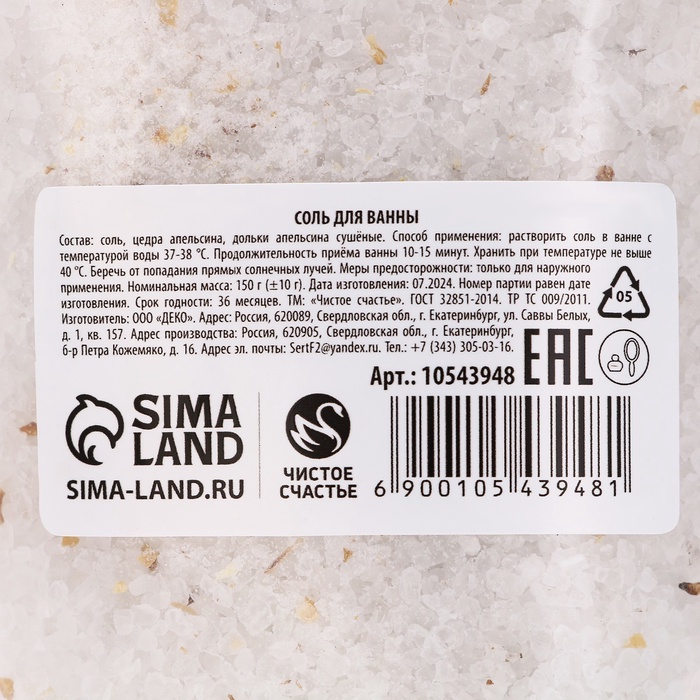 СОЛЬ ДЛЯ ВАННЫ
Состав: соль, цедра апельсина, дольки апельсина сушёные. Способ применения: растворить соль в ванне с
температурой воды 37-38 °С. Продолжительность приёма ванны 10-15 минут. Хранить при температуре не выше
40 °С. Беречь от попадания прямых солнечных лучей. Меры предосторожности: только для наружного
применения. Номинальная масса: 150 г (±10 г). Дата изготовления: 07.2024. Номер партии равен дате
изготовления. Срок годности: 36 месяцев. ТМ: «Чистое счастье». ГОСТ 32851-2014. ТР ТС 009/2011.
Изготовитель: ООО «ДЕКО». Адрес: Россия, 620089, Свердловская обл., г. Екатеринбург, ул. Саввы Белых,
д. 1, кв. 157. Адрес производства: Россия, 620905, Свердловская обл., г. Екатеринбург,
б-р Петра Кожемяко, д. 16. Адрес эл. почты: SertF2@yandex.ru. Тел.: +7 (343) 305-03-16.
05
EAC
Арт.: 10543948
SIMA
LAND
SIMA-LAND.RU
ЧИСТОЕ
СЧАСТЬЕ
6 900105 439481